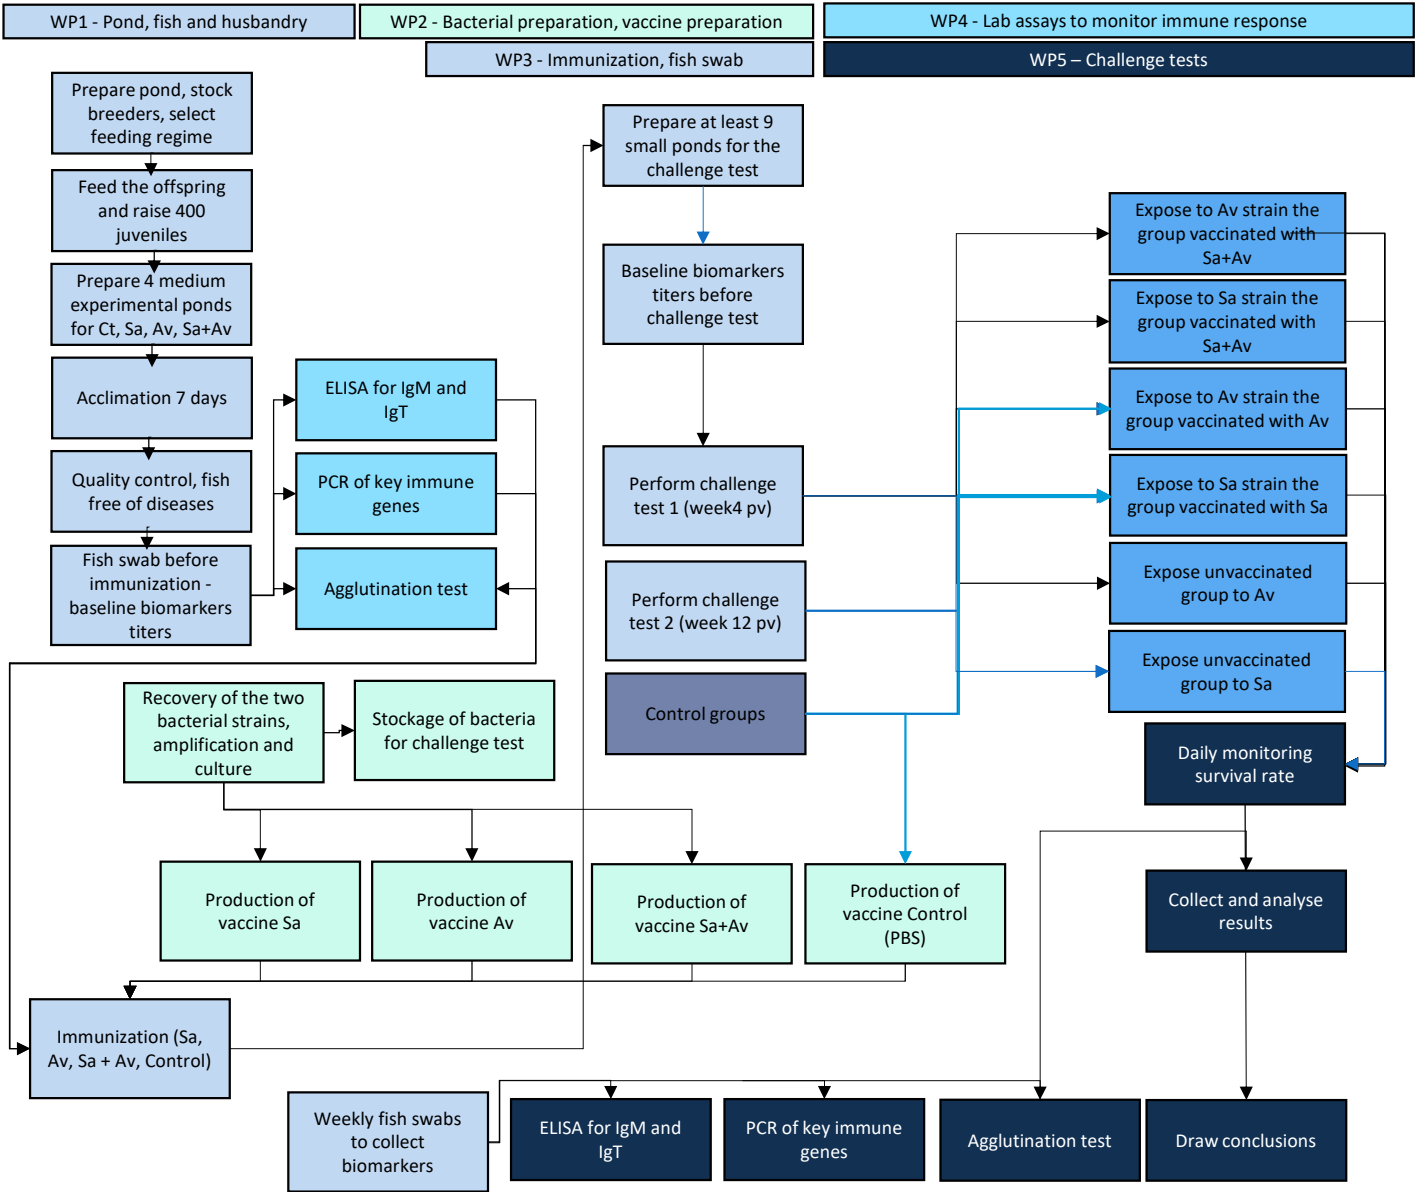 WP1 - Pond, fish and husbandry
WP2 - Bacterial preparation, vaccine preparation
WP4 - Lab assays to monitor immune response
WP3 - Immunization, fish swab
WP5 – Challenge tests
Prepare pond, stock
breeders, select
feeding regime
Feed the offspring
and raise 400
juveniles
Prepare 4 medium
experimental ponds
for Ct, Sa, Av, Sa+Av
Acclimation 7 days
Quality control, fish
free of diseases
Fish swab before
immunization -
baseline biomarkers
titers
ELISA for IgM and
IgT
PCR of key immune
genes
Agglutination test
Recovery of the two
bacterial strains,
amplification and
culture
Stockage of bacteria
for challenge test
Production of
vaccine Sa
Production of
vaccine Av
Production of
vaccine Sa+Av
Production of
vaccine Control
(PBS)
Immunization (Sa,
Av, Sa + Av, Control)
Prepare at least 9
small ponds for the
challenge test
Baseline biomarkers
titers before
challenge test
Perform challenge
test 1 (week4 pv)
Perform challenge
test 2 (week 12 pv)
Control groups
Expose to Av strain the
group vaccinated with
Sa+Av
Expose to Sa strain the
group vaccinated with
Sa+Av
Expose to Av strain the
group vaccinated with Av
Expose to Sa strain the
group vaccinated with Sa
Expose unvaccinated
group to Av
Expose unvaccinated
group to Sa
Daily monitoring
survival rate
Collect and analyse
results
Weekly fish swabs
to collect
biomarkers
ELISA for IgM and
IgT
PCR of key immune
genes
Agglutination test
Draw conclusions